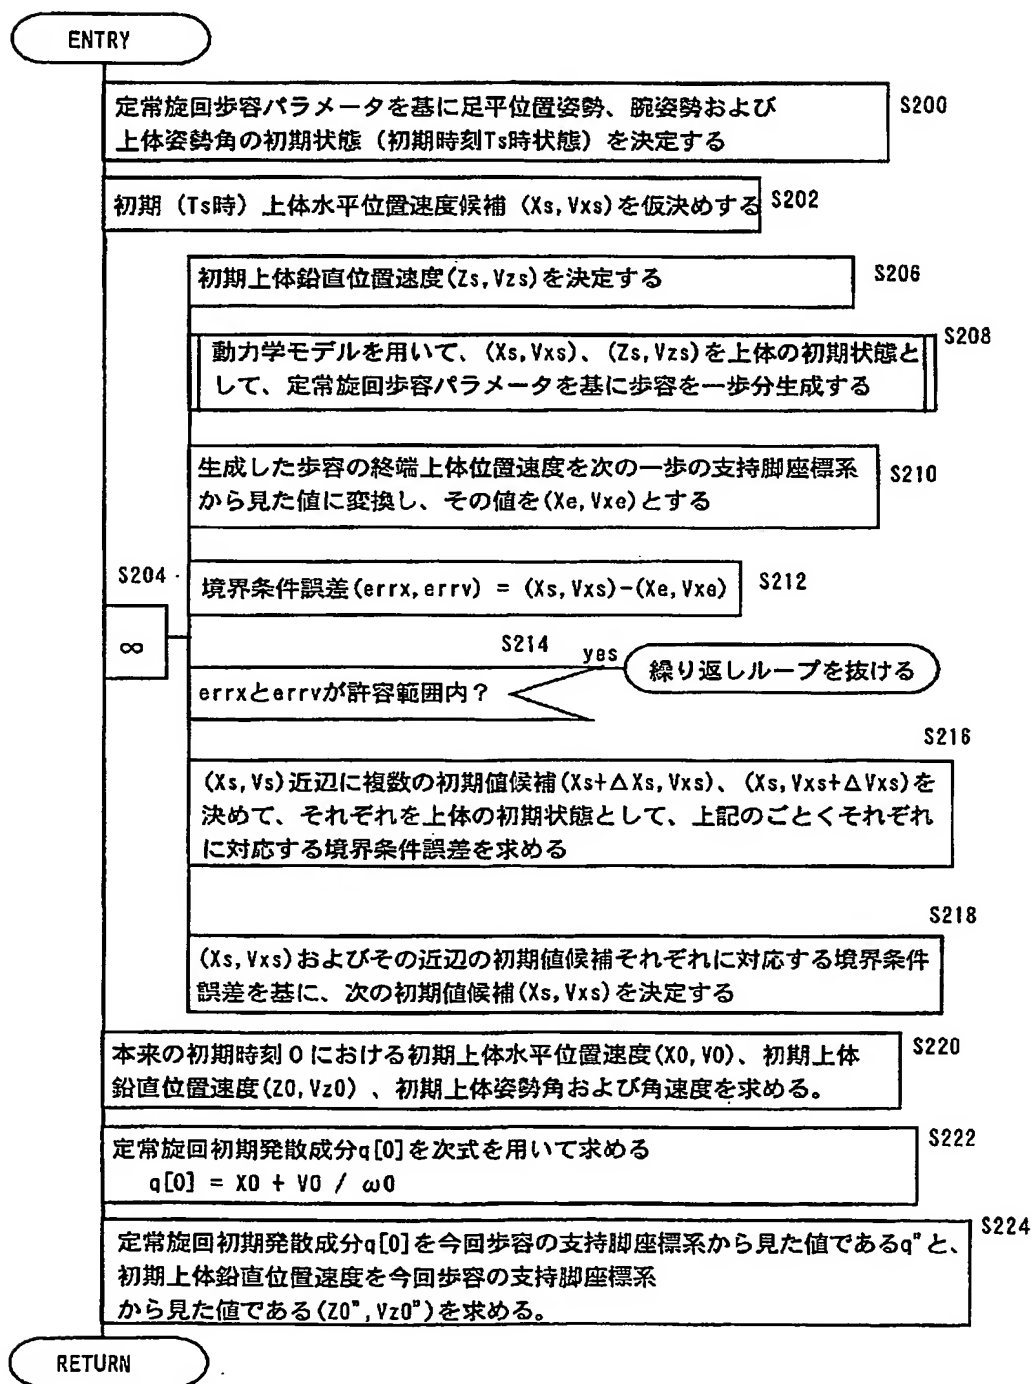 ENTRY
定常旋回歩容パラメータを基に足平位置姿勢、腕姿勢および
上体姿勢角の初期状態（初期時刻Ts時状態）を決定する
S200
初期（Ts時）上体水平位置速度候補（Xs,Vxs)を仮決めする
S202
初期上体鉛直位置速度(Zs,Vzs)を決定する
S206
動力学モデルを用いて、(Xs,Vxs)、(Zs,Vzs)を上体の初期状態と
して、定常旋回歩容パラメータを基に歩容を一歩分生成する
S208
生成した歩容の終端上体位置速度を次の一歩の支持脚座標系
から見た値に変換し、その値を(Xe,Vxe)とする
S210
S204
∞
境界条件誤差(errx,errv) = (Xs,Vxs)-(Xe,Vxe)
S212
S214
yes
繰り返しループを抜ける
errxとerrvが許容範囲内？
S216
(Xs,Vs)近辺に複数の初期値候補(Xs+ΔXs,Vxs)、(Xs,Vxs+ΔVxs)を
決めて、それぞれを上体の初期状態として、上記のごとくそれぞれ
に対応する境界条件誤差を求める
S218
(Xs,Vxs)およびその近辺の初期値候補それぞれに対応する境界条件
誤差を基に、次の初期値候補(Xs,Vxs)を決定する
本来の初期時刻０における初期上体水平位置速度(X0,V0)、初期上体
鉛直位置速度(Z0,Vz0) 、初期上体姿勢角および角速度を求める。
S220
定常旋回初期発散成分q[0]を次式を用いて求める
q[0] = X0 + V0 / ω0
S222
定常旋回初期発散成分q[0]を今回歩容の支持脚座標系から見た値であるq"と、
初期上体鉛直位置速度を今回歩容の支持脚座標系
から見た値である(Z0",Vz0")を求める。
S224
RETURN